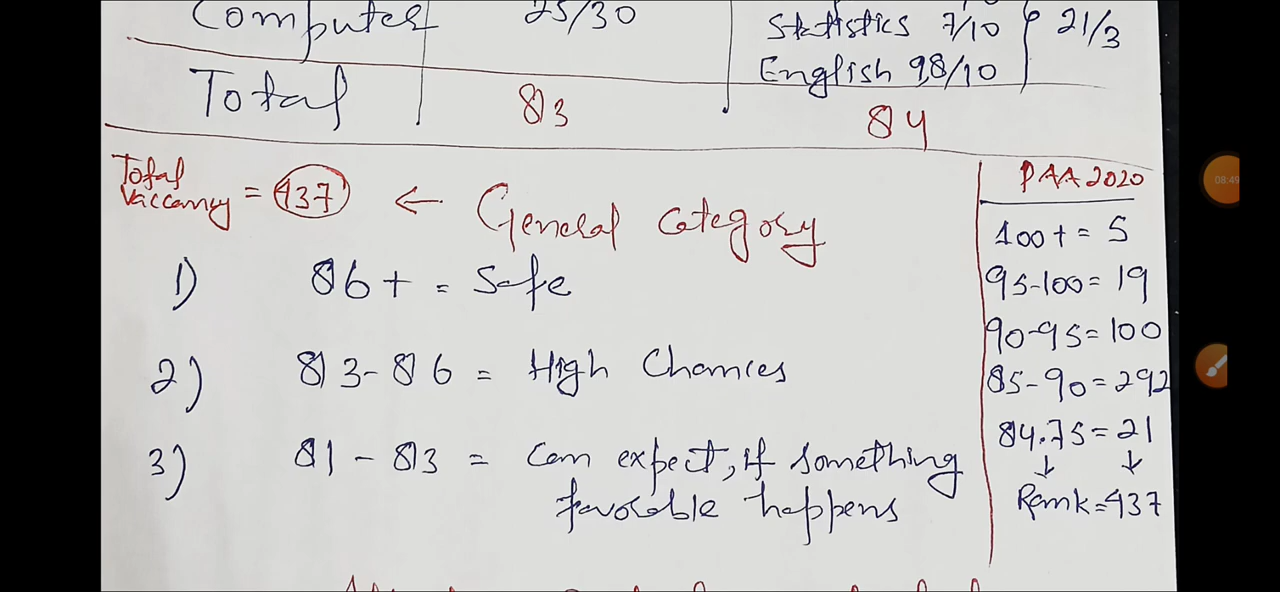 Computer 25/30
Statistics 7/10 21/3
English 9.8/10
Total 83 84
Total
Vaccancy = 437 ← General Category
1) 86+ = Safe
2) 83-86 = High Chances
3) 81-83 = Can expect, if something
favorable happens
PAA 2020
100+ = 5
95-100 = 19
90-95 = 100
85-90 = 292
84.75 = 21
↓ ↓
Rank = 437
08:49